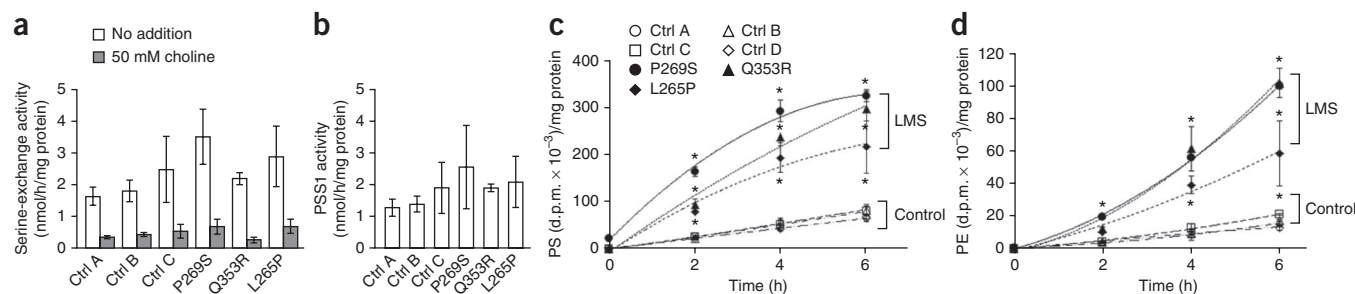 a
No addition
50 mM choline
Serine-exchange activity
(nmol/h/mg protein)
5
4
3
2
1
0
Ctrl A
Ctrl B
Ctrl C
P269S
Q353R
L265P
b
PSS1 activity
(nmol/h/mg protein)
5
4
3
2
1
0
Ctrl A
Ctrl B
Ctrl C
P269S
Q353R
L265P
c
Ctrl A
Ctrl B
Ctrl C
Ctrl D
P269S
Q353R
L265P
PS (d.p.m. × 10⁻³)/mg protein
400
300
200
100
0
* * *
* * *
* * *
LMS
Control
0 2 4 6
Time (h)
d
PE (d.p.m. × 10⁻³)/mg protein
120
100
80
60
40
20
0
* * *
* *
LMS
Control
0 2 4 6
Time (h)